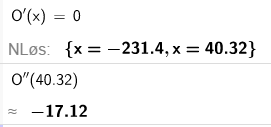 O′(x) = 0
NLøs: {x = −231.4, x = 40.32}
O″(40.32)
≈ −17.12